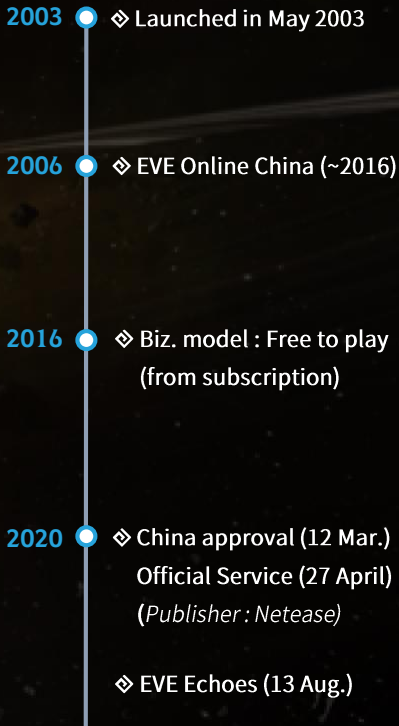 2003 Launched in May 2003
2006 EVE Online China (~2016)
2016 Biz. model : Free to play
(from subscription)
2020 China approval (12 Mar.)
Official Service (27 April)
(Publisher : Netease)
EVE Echoes (13 Aug.)